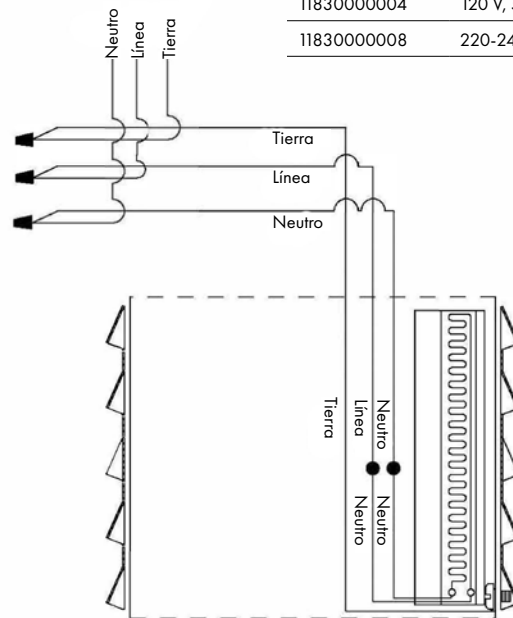 11830000004 120 V,
11830000008 220-24
Neutro
Línea
Tierra
Tierra
Línea
Neutro
Tierra
Línea
Neutro
Neutro
Neutro